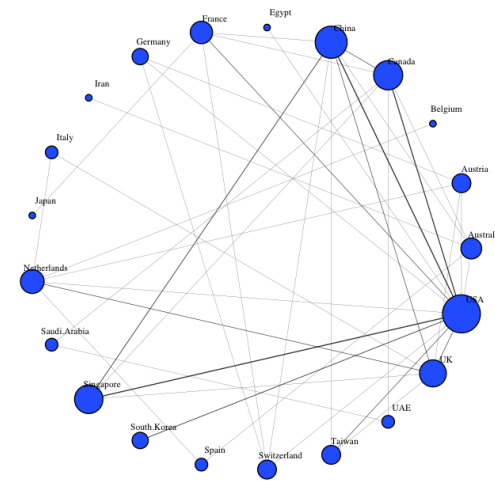 Egypt
France
China
Germany
Canada
Iran
Belgium
Italy
Austria
Japan
Austral
Netherlands
USA
Saudi.Arabia
UK
Singapore
UAE
South.Korea
Taiwan
Spain
Switzerland